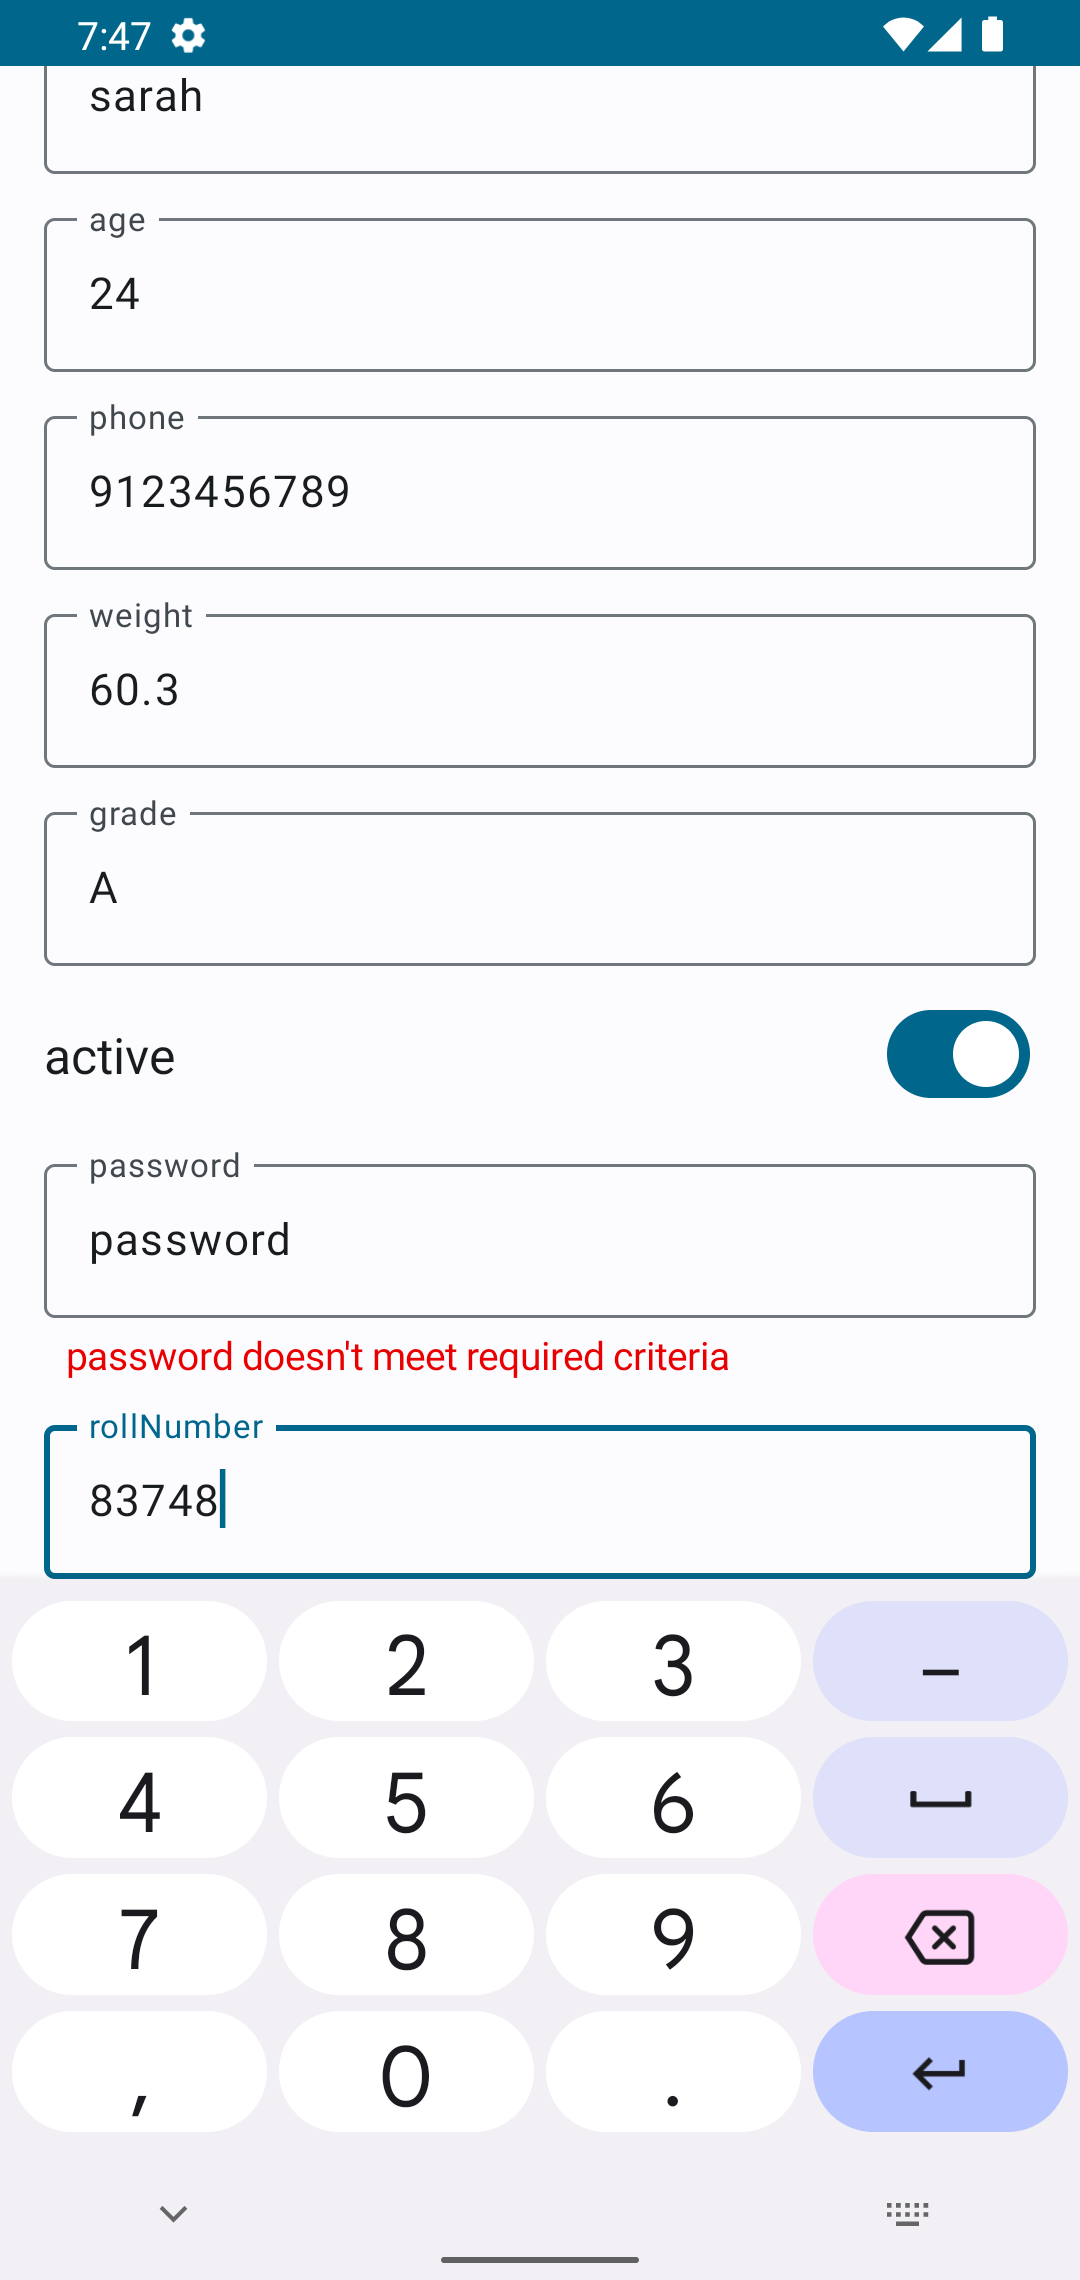 7:47
sarah
age
24
phone
9123456789
weight
60.3
grade
A
active
password
password
password doesn't meet required criteria
rollNumber
83748
1 2 3 –
4 5 6
7 8 9
, 0 .